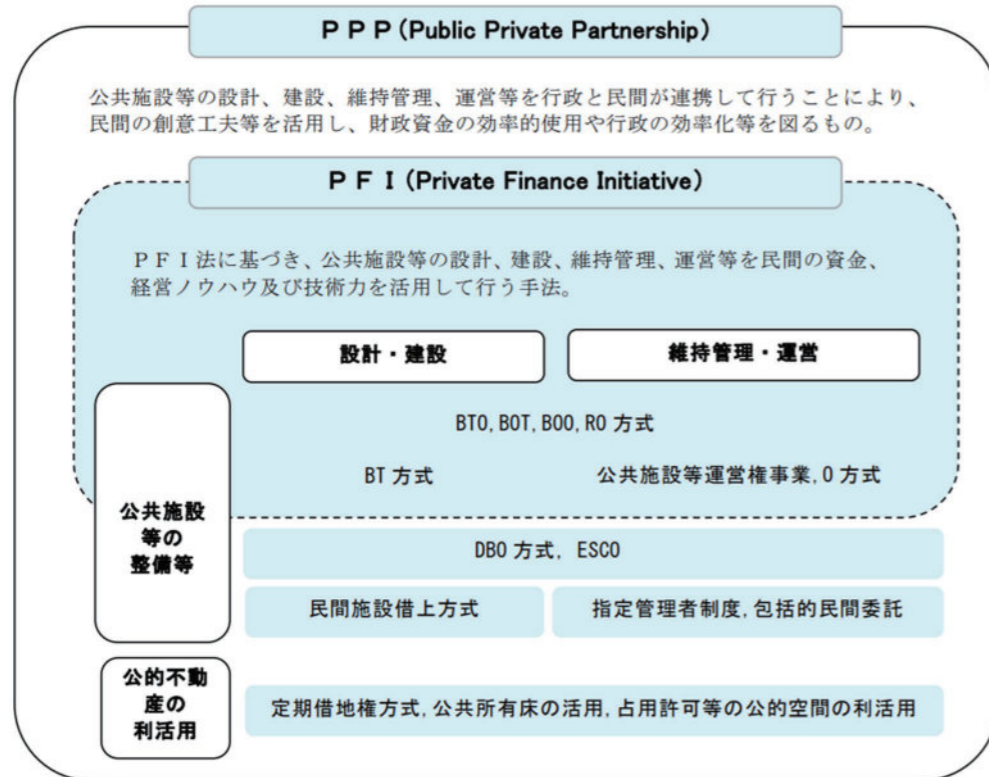 ＰＰＰ(Public Private Partnership)
公共施設等の設計、建設、維持管理、運営等を行政と民間が連携して行うことにより、
民間の創意工夫等を活用し、財政資金の効率的使用や行政の効率化等を図るもの。
ＰＦＩ(Private Finance Initiative)
ＰＦＩ法に基づき、公共施設等の設計、建設、維持管理、運営等を民間の資金、
経営ノウハウ及び技術力を活用して行う手法。
設計・建設
維持管理・運営
公共施設
等の
整備等
BTO, BOT, BOO, RO 方式
BT 方式
公共施設等運営権事業, O 方式
DBO 方式, ESCO
民間施設借上方式
指定管理者制度, 包括的民間委託
公的不動
産の
利活用
定期借地権方式, 公共所有床の活用, 占用許可等の公的空間の利活用